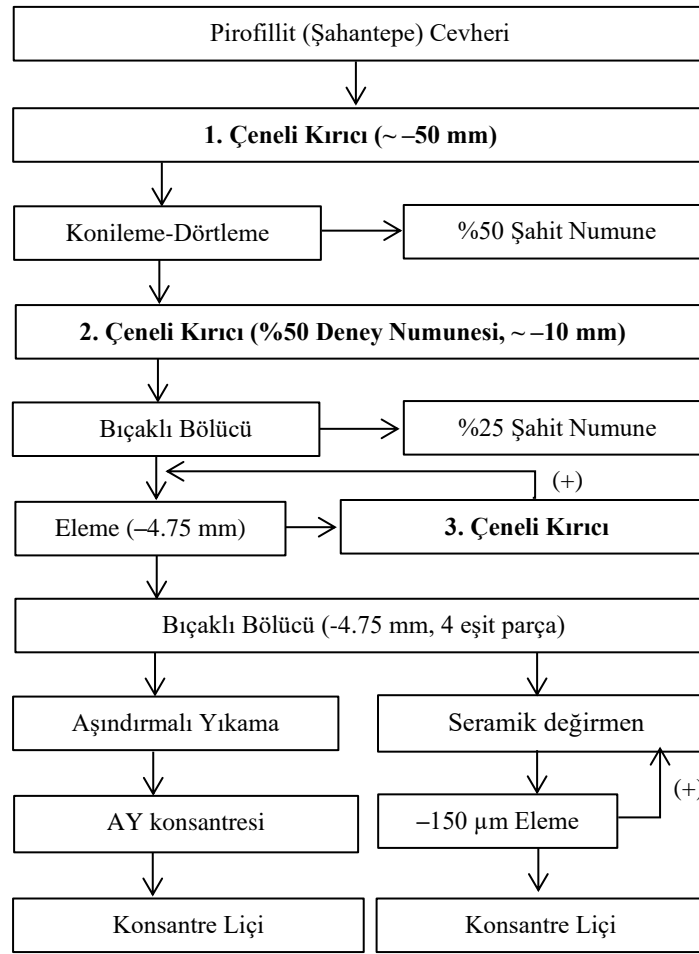 Pirofillit (Şahantepe) Cevheri
1. Çeneli Kırıcı (~ –50 mm)
Konileme-Dörtleme
%50 Şahit Numune
2. Çeneli Kırıcı (%50 Deney Numunesi, ~ –10 mm)
Bıçaklı Bölücü
%25 Şahit Numune
(+)
Eleme (–4.75 mm)
3. Çeneli Kırıcı
Bıçaklı Bölücü (-4.75 mm, 4 eşit parça)
Aşındırmalı Yıkama
Seramik değirmen
(+)
AY konsantresi
–150 µm Eleme
Konsantre Liçi
Konsantre Liçi